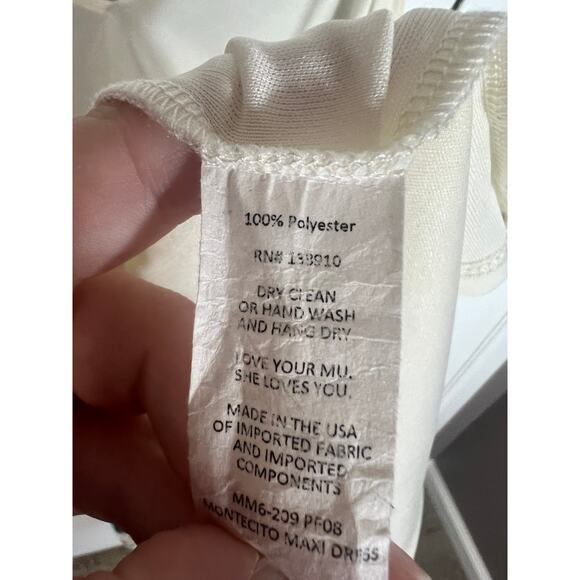 100% Polyester
RN# 138910
DRY CLEAN
OR HAND WASH
AND HANG DRY
LOVE YOUR MU.
SHE LOVES YOU.
MADE IN THE USA
OF IMPORTED FABRIC
AND IMPORTED
COMPONENTS
MM6-209 PF08
MONTECITO MAXI DRESS